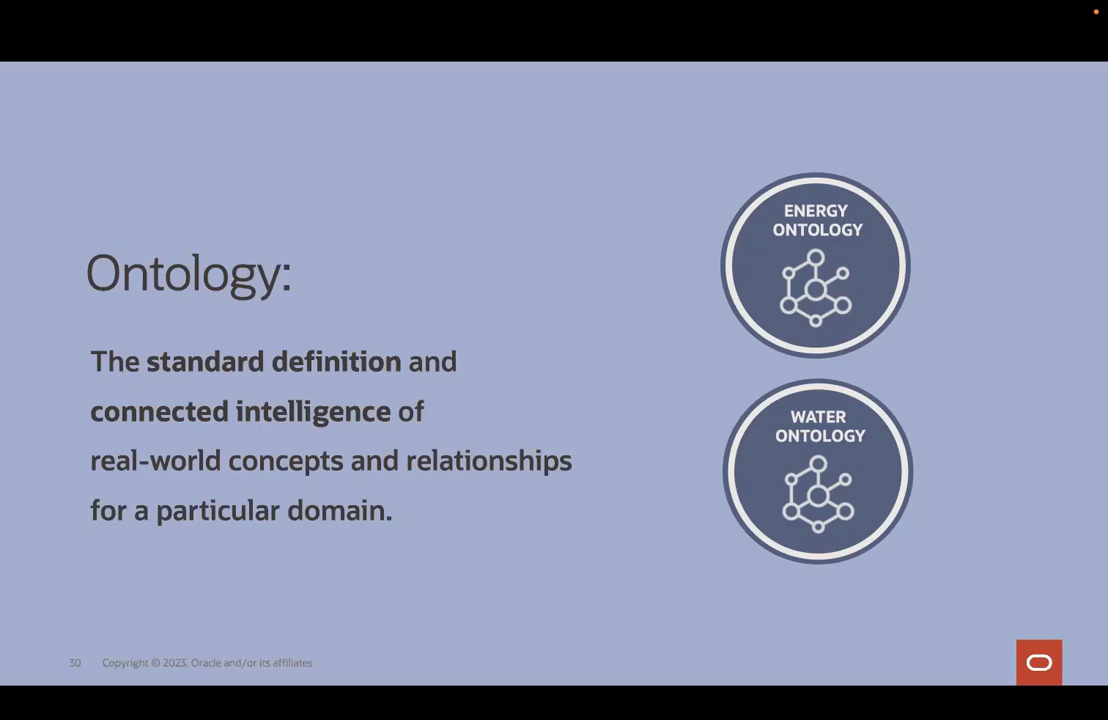 Ontology:
The standard definition and
connected intelligence of
real-world concepts and relationships
for a particular domain.
ENERGY
ONTOLOGY
WATER
ONTOLOGY
30 Copyright © 2023, Oracle and/or its affiliates